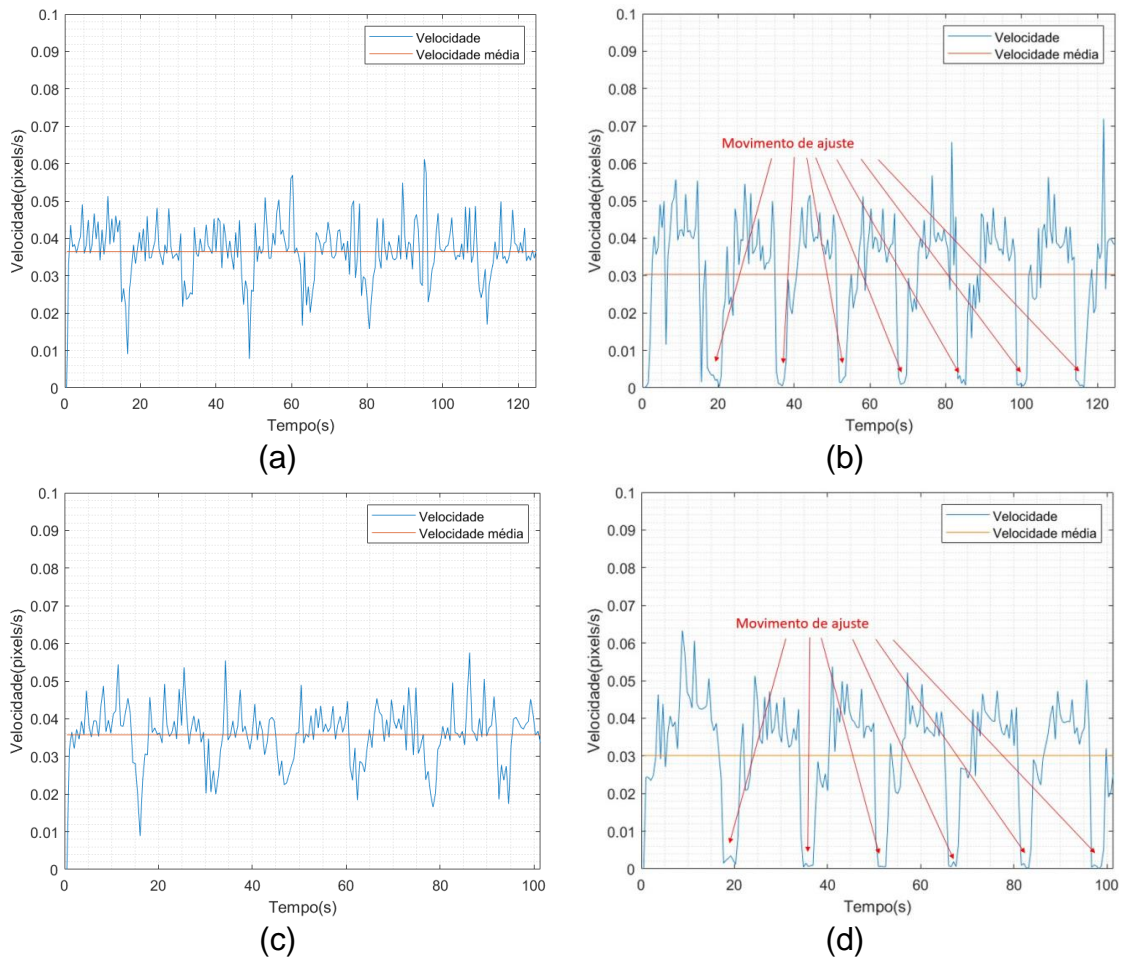 0.1
0.09
0.08
0.07
0.06
0.05
0.04
0.03
0.02
0.01
0
Velocidade(pixels/s)
Velocidade
Velocidade média
0 20 40 60 80 100 120
Tempo(s)
(a)
0.1
0.09
0.08
0.07
0.06
0.05
0.04
0.03
0.02
0.01
0
Velocidade(pixels/s)
Velocidade
Velocidade média
Movimento de ajuste
0 20 40 60 80 100 120
Tempo(s)
(b)
0.1
0.09
0.08
0.07
0.06
0.05
0.04
0.03
0.02
0.01
0
Velocidade(pixels/s)
Velocidade
Velocidade média
0 20 40 60 80 100
Tempo(s)
(c)
0.1
0.09
0.08
0.07
0.06
0.05
0.04
0.03
0.02
0.01
0
Velocidade(pixels/s)
Velocidade
Velocidade média
Movimento de ajuste
0 20 40 60 80 100
Tempo(s)
(d)